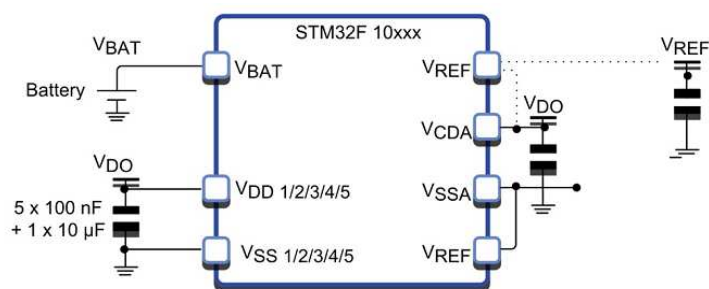 STM32F 10xxx
VBAT
VBAT
Battery
VREF
VREF
VCDA
VDO
VDO
VDD 1/2/3/4/5
5 x 100 nF
+ 1 x 10 µF
VSSA
VSS 1/2/3/4/5
VREF